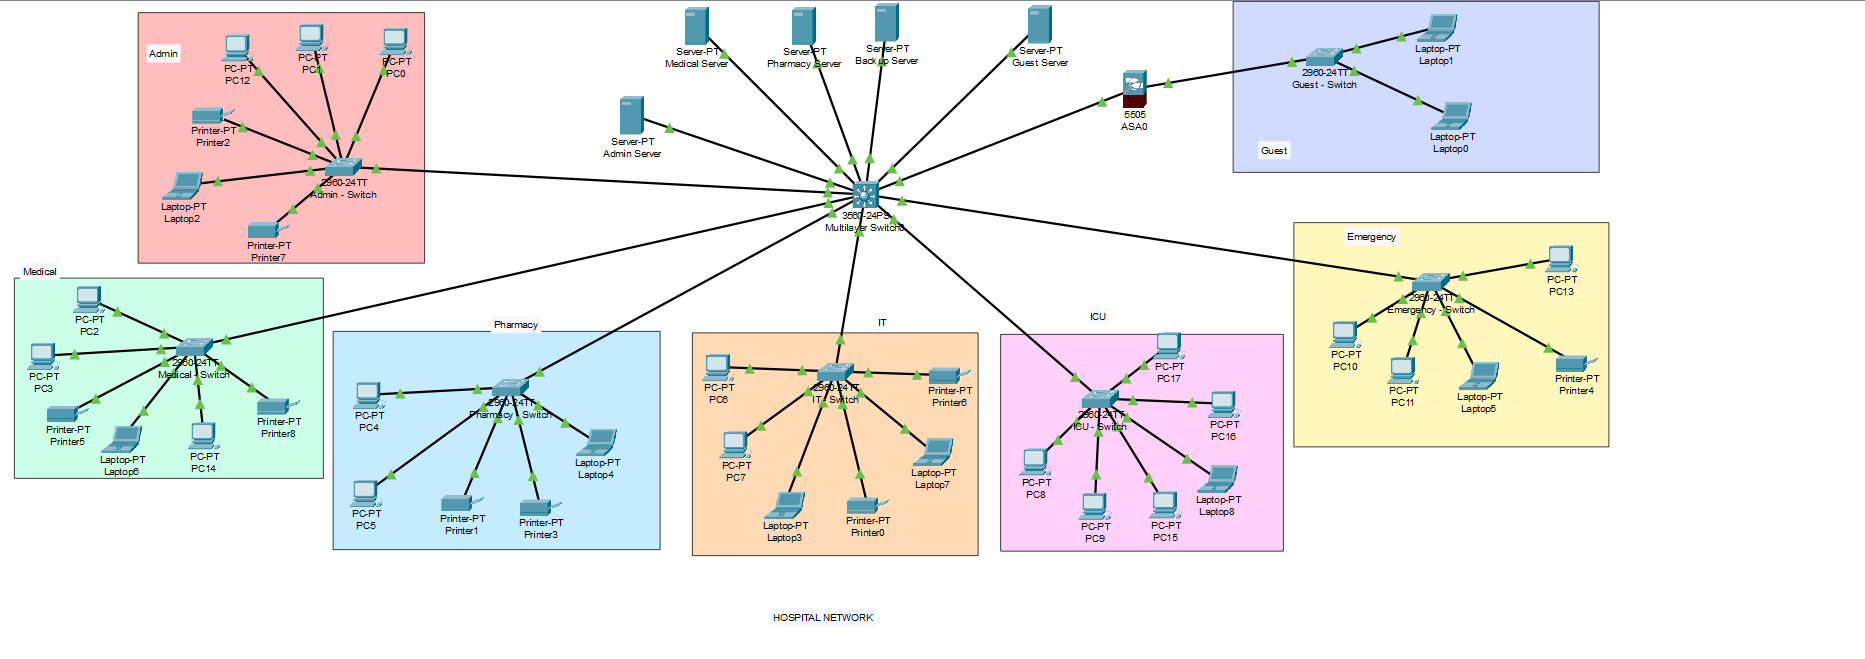 Admin
PC-PT
PC12
PC-PT
PC1
PC-PT
PC0
Printer-PT
Printer2
Laptop-PT
Laptop2
2960-24TT
Admin - Switch
Printer-PT
Printer7
Server-PT
Medical Server
Server-PT
Pharmacy Server
Server-PT
Backup Server
Server-PT
Guest Server
Server-PT
Admin Server
5505
ASA0
2960-24TT
Guest - Switch
Laptop-PT
Laptop1
Laptop-PT
Laptop0
Guest
3560-24PS
Multilayer Switch0
Medical
PC-PT
PC2
PC-PT
PC3
2960-24TT
Medical - Switch
Printer-PT
Printer5
Laptop-PT
Laptop6
PC-PT
PC14
Printer-PT
Printer8
Pharmacy
PC-PT
PC4
2960-24TT
Pharmacy - Switch
PC-PT
PC5
Printer-PT
Printer1
Printer-PT
Printer3
Laptop-PT
Laptop4
IT
PC-PT
PC6
2960-24TT
IT - Switch
Printer-PT
Printer6
PC-PT
PC7
Laptop-PT
Laptop3
Printer-PT
Printer0
Laptop-PT
Laptop7
ICU
PC-PT
PC17
2960-24TT
ICU - Switch
PC-PT
PC16
PC-PT
PC8
PC-PT
PC9
PC-PT
PC15
Laptop-PT
Laptop8
Emergency
PC-PT
PC13
2960-24TT
Emergency - Switch
PC-PT
PC10
PC-PT
PC11
Laptop-PT
Laptop5
Printer-PT
Printer4
HOSPITAL NETWORK